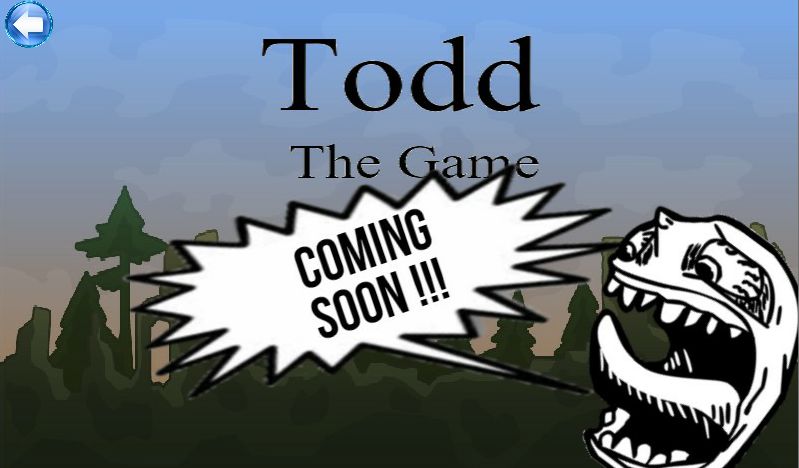 Todd
The Game
COMING
SOON !!!